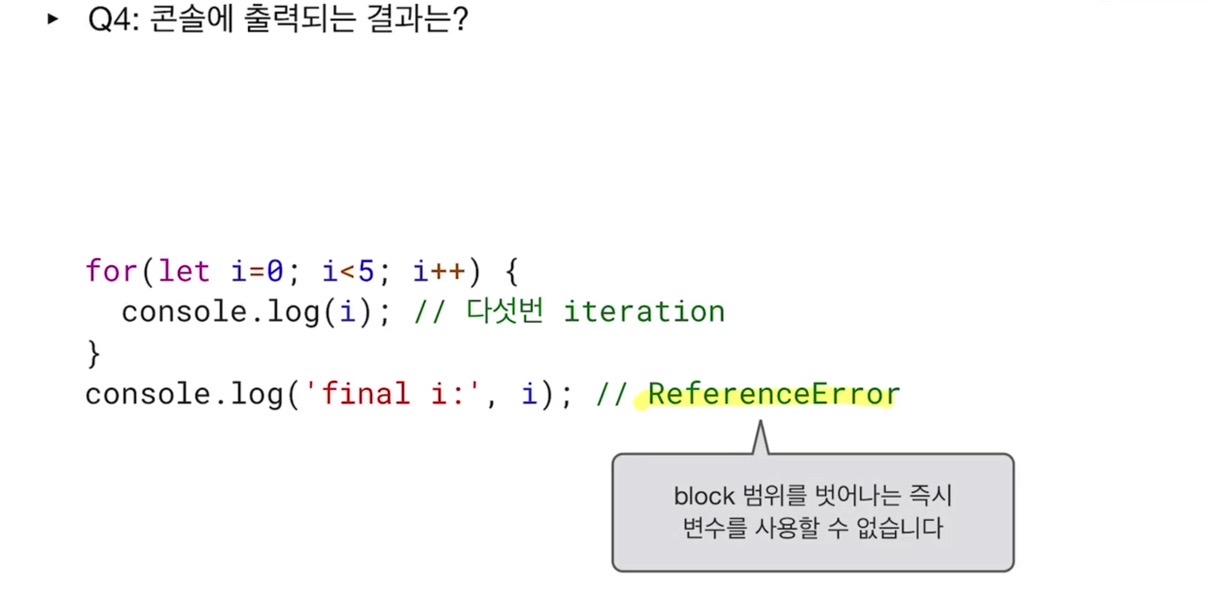 ▸ Q4: 콘솔에 출력되는 결과는?
for(let i=0; i<5; i++) {
  console.log(i); // 다섯번 iteration
}
console.log('final i:', i); // ReferenceError
block 범위를 벗어나는 즉시
변수를 사용할 수 없습니다